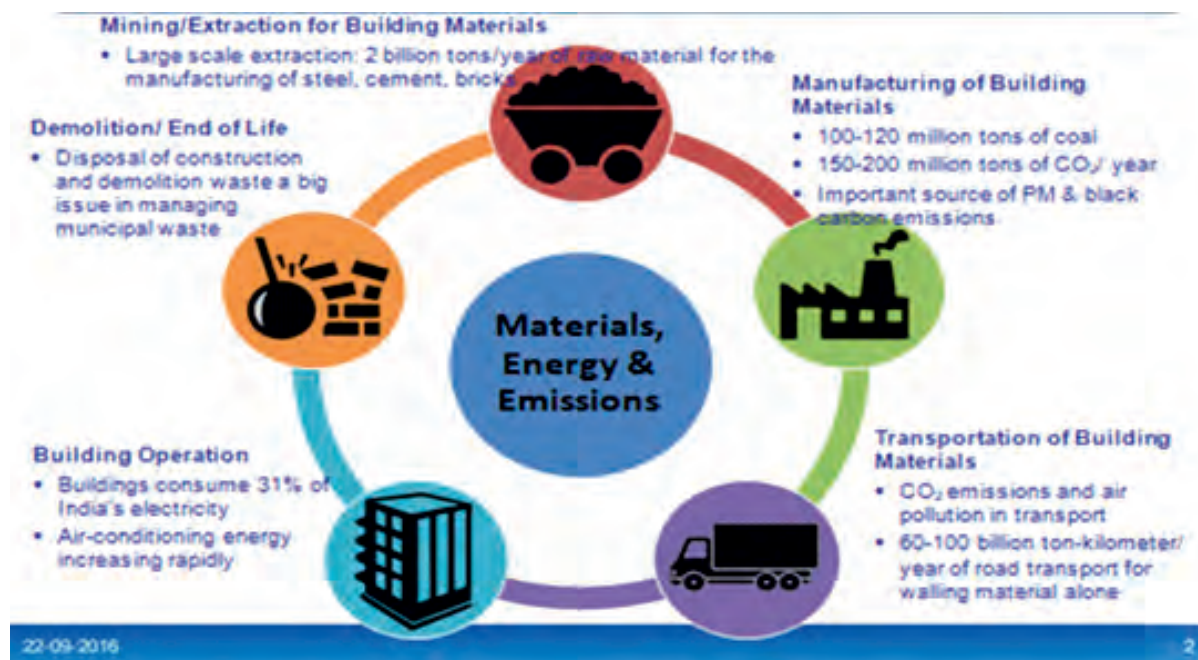 Mining/Extraction for Building Materials
• Large scale extraction: 2 billion tons/year of raw material for the
manufacturing of steel, cement, bricks
Manufacturing of Building
Materials
• 100-120 million tons of coal
• 150-200 million tons of CO₂/ year
• Important source of PM & black
carbon emissions
Demolition/ End of Life
• Disposal of construction
and demolition waste a big
issue in managing
municipal waste
Materials,
Energy &
Emissions
Building Operation
• Buildings consume 31% of
India's electricity
• Air-conditioning energy
increasing rapidly
Transportation of Building
Materials
• CO₂ emissions and air
pollution in transport
• 60-100 billion ton-kilometer/
year of road transport for
walling material alone
22-09-2016
2